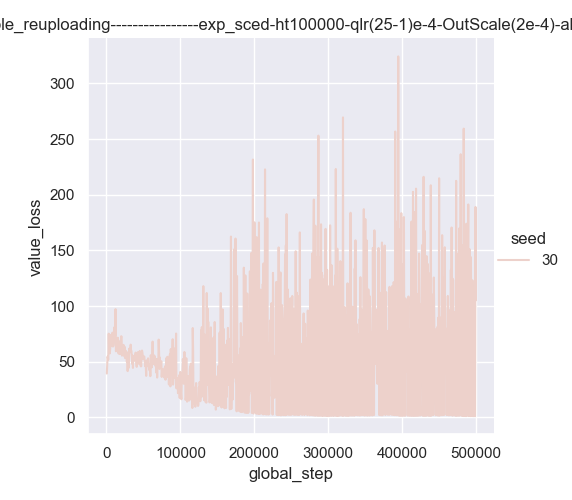 ole_reuploading----------------exp_sced-ht100000-qlr(25-1)e-4-OutScale(2e-4)-al
300
250
200
150
100
50
0
value_loss
0 100000 200000 300000 400000 500000
global_step
seed
30